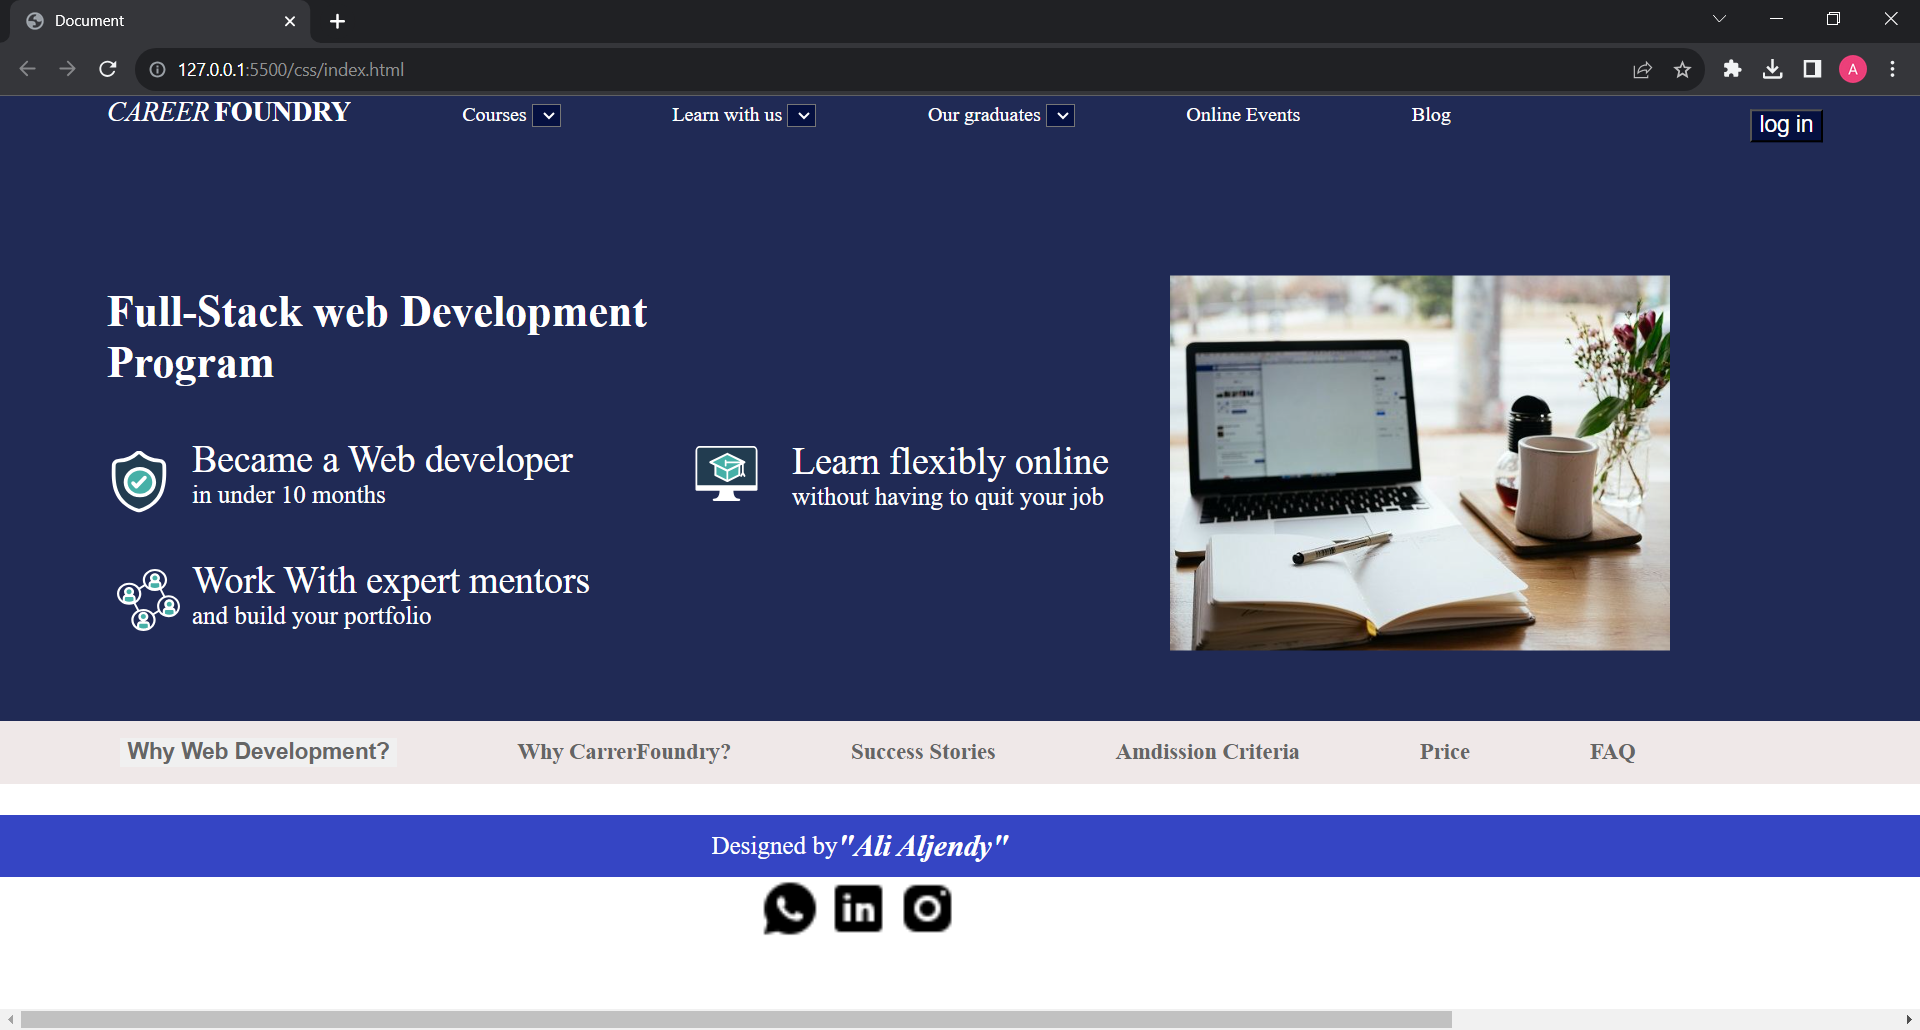 Document
127.0.0.1:5500/css/index.html
A
CAREER FOUNDRY
Courses
Learn with us
Our graduates
Online Events
Blog
log in
Full-Stack web Development
Program
Became a Web developer
in under 10 months
Learn flexibly online
without having to quit your job
Work With expert mentors
and build your portfolio
Why Web Development?
Why CarrerFoundry?
Success Stories
Amdission Criteria
Price
FAQ
Designed by"Ali Aljendy"
in